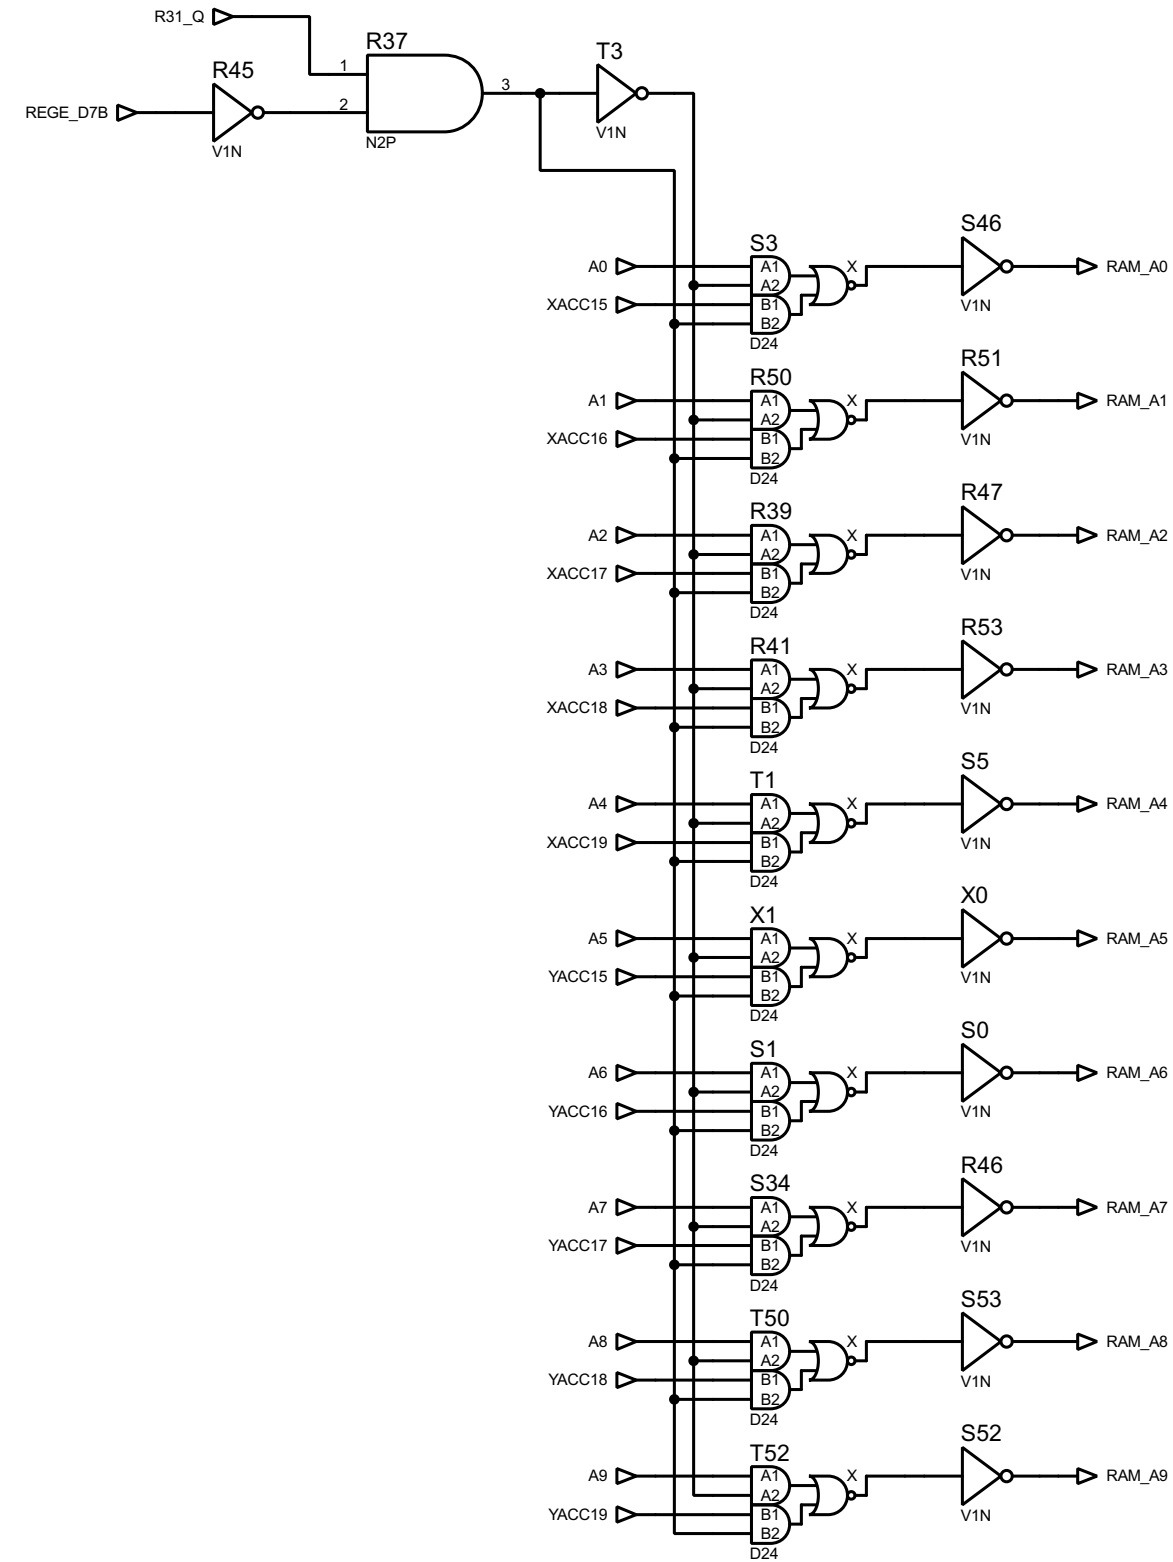 R31_Q
R37
T3
R45
1
REGE_D7B
2
3
V1N
N2P
V1N
S46
S3
A0
A1
X
RAM_A0
A2
XACC15
B1
V1N
B2
D24
R51
R50
A1
A1
X
RAM_A1
A2
XACC16
B1
V1N
B2
D24
R47
R39
A2
A1
X
RAM_A2
A2
XACC17
B1
V1N
B2
D24
R53
R41
A3
A1
X
RAM_A3
A2
XACC18
B1
V1N
B2
D24
S5
T1
A4
A1
X
RAM_A4
A2
XACC19
B1
V1N
B2
D24
X0
X1
A5
A1
X
RAM_A5
A2
YACC15
B1
V1N
B2
D24
S0
S1
A6
A1
X
RAM_A6
A2
YACC16
B1
V1N
B2
D24
R46
S34
A7
A1
X
RAM_A7
A2
YACC17
B1
V1N
B2
D24
S53
T50
A8
A1
X
RAM_A8
A2
YACC18
B1
V1N
B2
D24
S52
T52
A9
A1
X
RAM_A9
A2
YACC19
B1
V1N
B2
D24